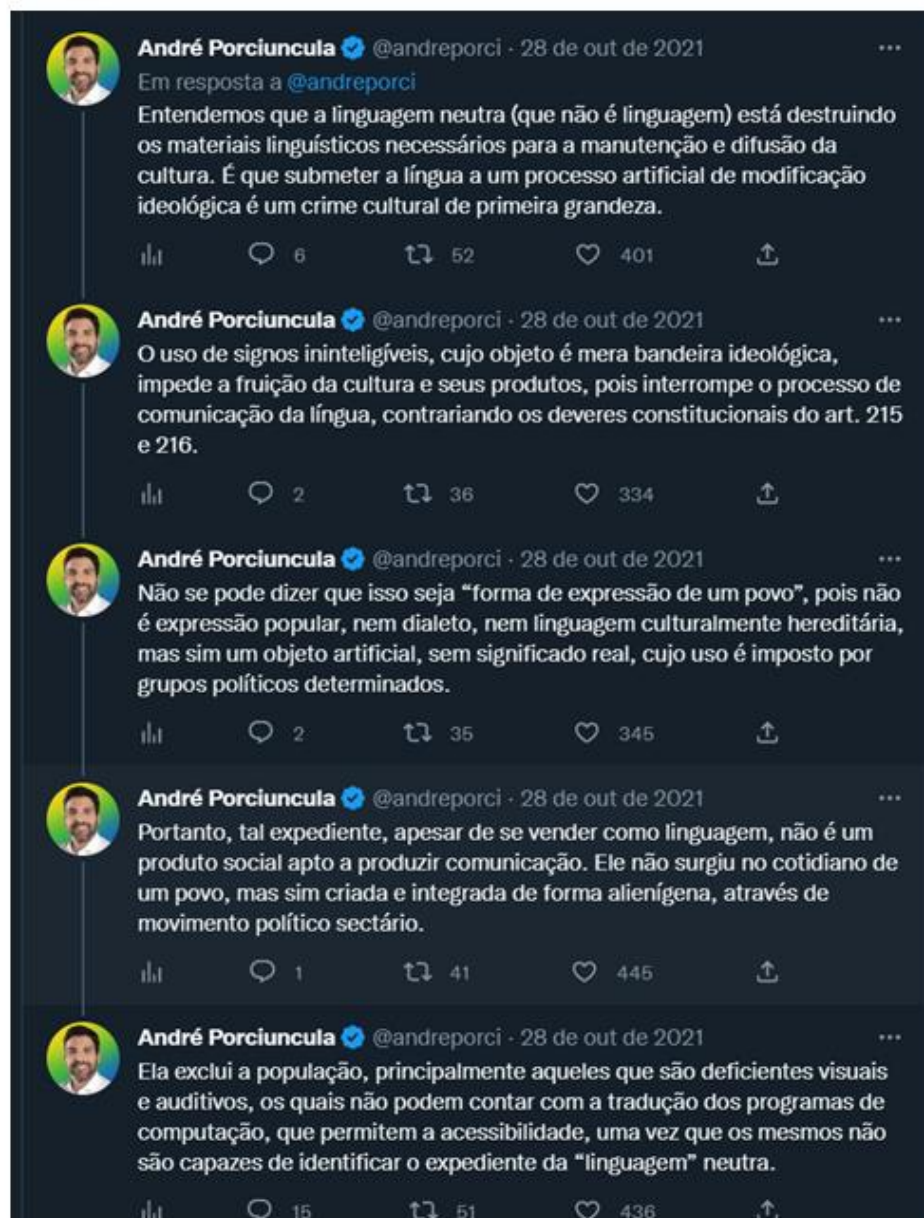 André Porciuncula @andreporci · 28 de out de 2021
Em resposta a @andreporci
Entendemos que a linguagem neutra (que não é linguagem) está destruindo
os materiais linguísticos necessários para a manutenção e difusão da
cultura. É que submeter a língua a um processo artificial de modificação
ideológica é um crime cultural de primeira grandeza.
6 52 401
André Porciuncula @andreporci · 28 de out de 2021
O uso de signos ininteligíveis, cujo objeto é mera bandeira ideológica,
impede a fruição da cultura e seus produtos, pois interrompe o processo de
comunicação da língua, contrariando os deveres constitucionais do art. 215
e 216.
2 36 334
André Porciuncula @andreporci · 28 de out de 2021
Não se pode dizer que isso seja “forma de expressão de um povo”, pois não
é expressão popular, nem dialeto, nem linguagem culturalmente hereditária,
mas sim um objeto artificial, sem significado real, cujo uso é imposto por
grupos políticos determinados.
2 35 345
André Porciuncula @andreporci · 28 de out de 2021
Portanto, tal expediente, apesar de se vender como linguagem, não é um
produto social apto a produzir comunicação. Ele não surgiu no cotidiano de
um povo, mas sim criada e integrada de forma alienígena, através de
movimento político sectário.
1 41 445
André Porciuncula @andreporci · 28 de out de 2021
Ela exclui a população, principalmente aqueles que são deficientes visuais
e auditivos, os quais não podem contar com a tradução dos programas de
computação, que permitem a acessibilidade, uma vez que os mesmos não
são capazes de identificar o expediente da “linguagem” neutra.
15 51 436